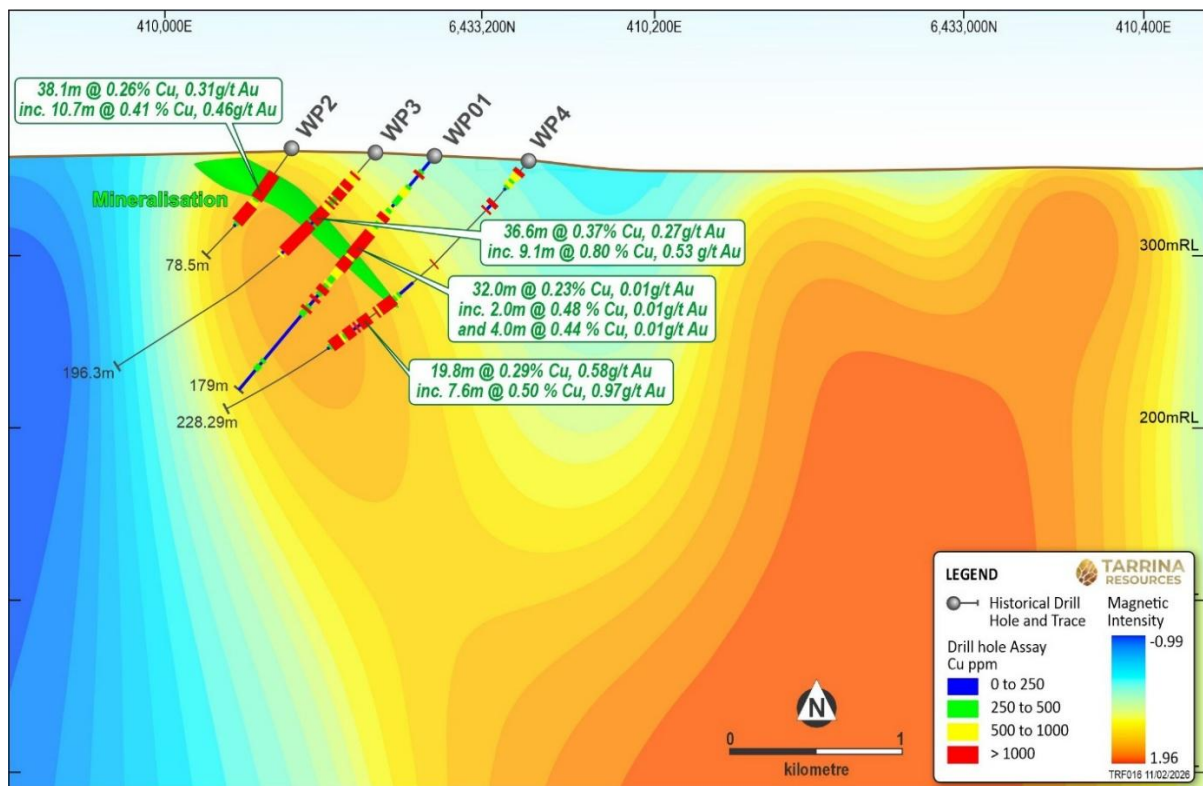 410,000E
6,433,200N
410,200E
6,433,000N
410,400E
38.1m @ 0.26% Cu, 0.31g/t Au
inc. 10.7m @ 0.41 % Cu, 0.46g/t Au
WP2
WP3
WP01
WP4
Mineralisation
36.6m @ 0.37% Cu, 0.27g/t Au
inc. 9.1m @ 0.80 % Cu, 0.53 g/t Au
300mRL
78.5m
32.0m @ 0.23% Cu, 0.01g/t Au
inc. 2.0m @ 0.48 % Cu, 0.01g/t Au
and 4.0m @ 0.44 % Cu, 0.01g/t Au
196.3m
19.8m @ 0.29% Cu, 0.58g/t Au
inc. 7.6m @ 0.50 % Cu, 0.97g/t Au
179m
228.29m
200mRL
LEGEND
TARRINA
RESOURCES
Historical Drill
Hole and Trace
Magnetic
Intensity
-0.99
1.96
Drill hole Assay
Cu ppm
0 to 250
250 to 500
500 to 1000
> 1000
TRF016 11/02/2026
N
0
1
kilometre